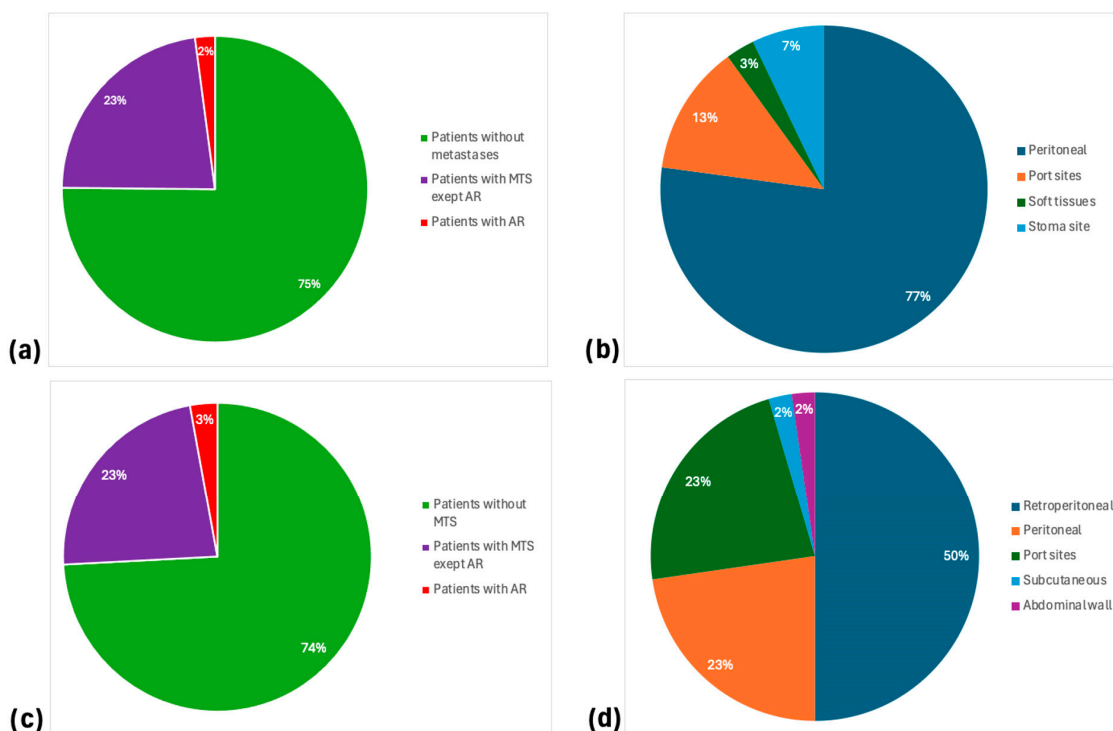 2%
23%
75%
Patients without
metastases
Patients with MTS
exept AR
Patients with AR
(a)
7%
3%
13%
77%
Peritoneal
Port sites
Soft tissues
Stoma site
(b)
3%
23%
74%
Patients without
MTS
Patients with MTS
exept AR
Patients with AR
(c)
2%
2%
23%
50%
23%
Retroperitoneal
Peritoneal
Port sites
Subcutaneous
Abdominal wall
(d)